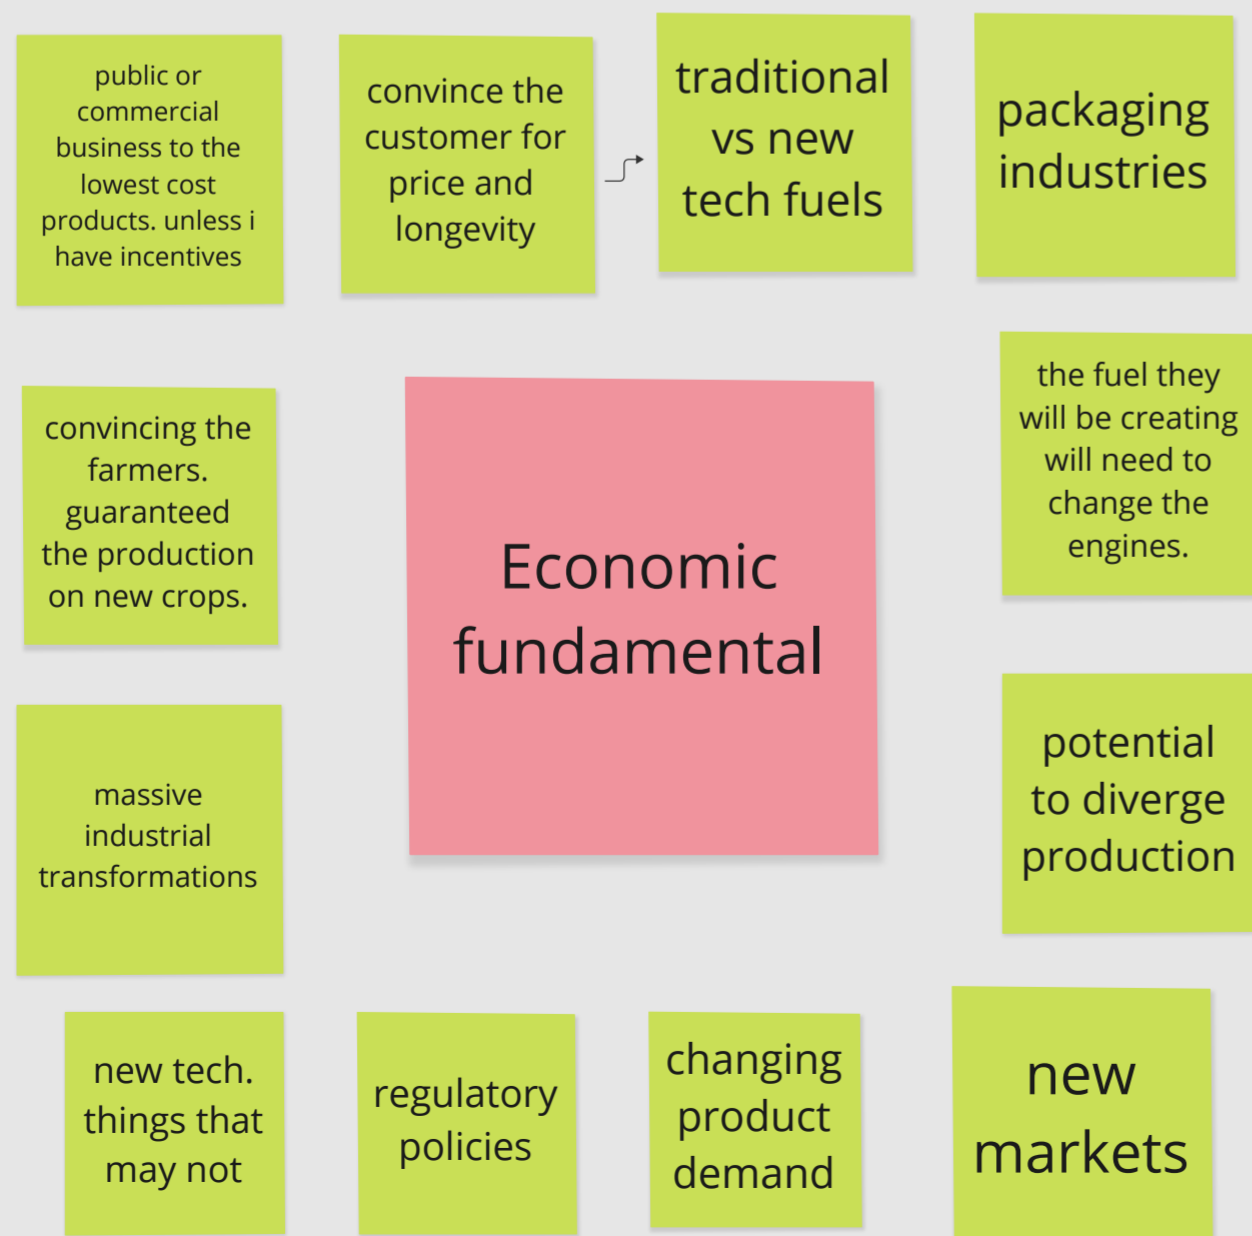 public or
commercial
business to the
lowest cost
products. unless i
have incentives
convince the
customer for
price and
longevity
traditional
vs new
tech fuels
packaging
industries
convincing the
farmers.
guaranteed
the production
on new crops.
Economic
fundamental
the fuel they
will be creating
will need to
change the
engines.
massive
industrial
transformations
potential
to diverge
production
new tech.
things that
may not
regulatory
policies
changing
product
demand
new
markets